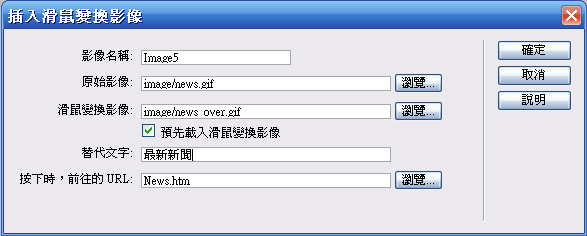 插入滑鼠變換影像
影像名稱: Image5
確定
原始影像: image/news.gif 瀏覽...
取消
滑鼠變換影像: image/news_over.gif 瀏覽...
說明
預先載入滑鼠變換影像
替代文字: 最新新聞
按下時，前往的 URL: News.htm 瀏覽...